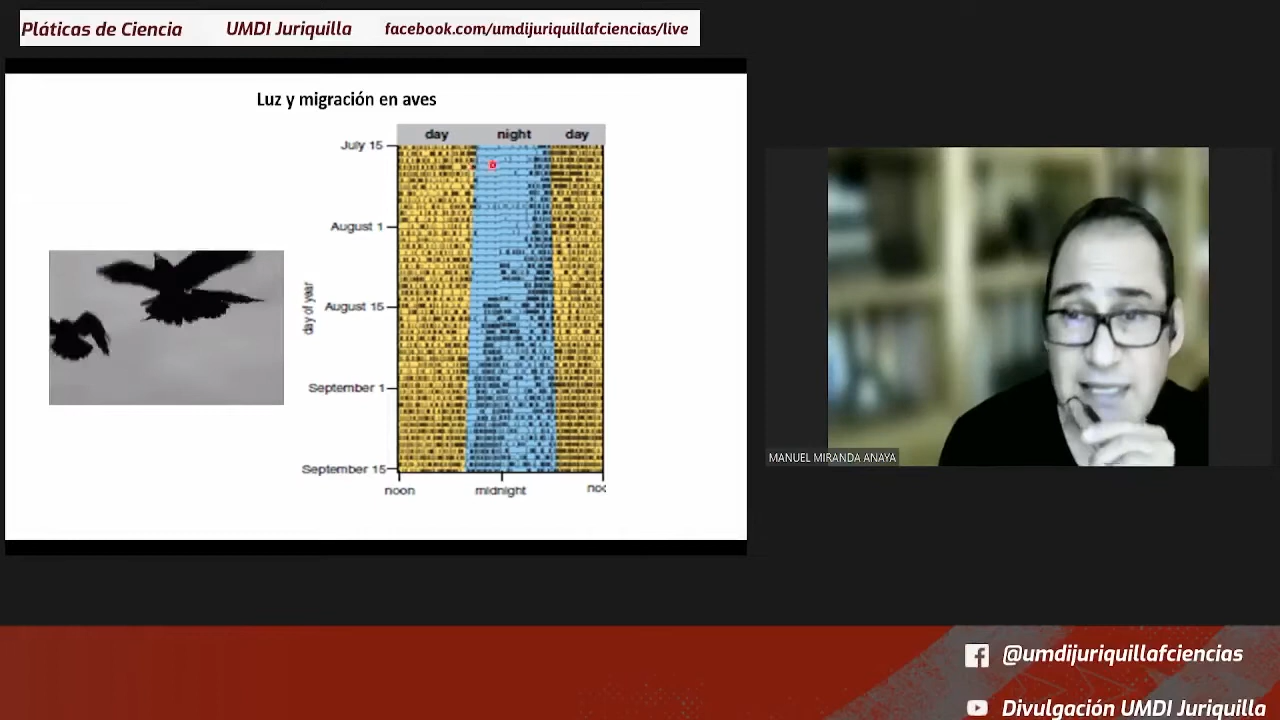 Pláticas de Ciencia UMDI Juriquilla facebook.com/umdijuriquillafciencias/live
Luz y migración en aves
day night day
July 15
August 1
August 15
September 1
September 15
day of year
noon midnight noo
MANUEL MIRANDA ANAYA
@umdijuriquillafciencias
Divulgación UMDI Juriquilla